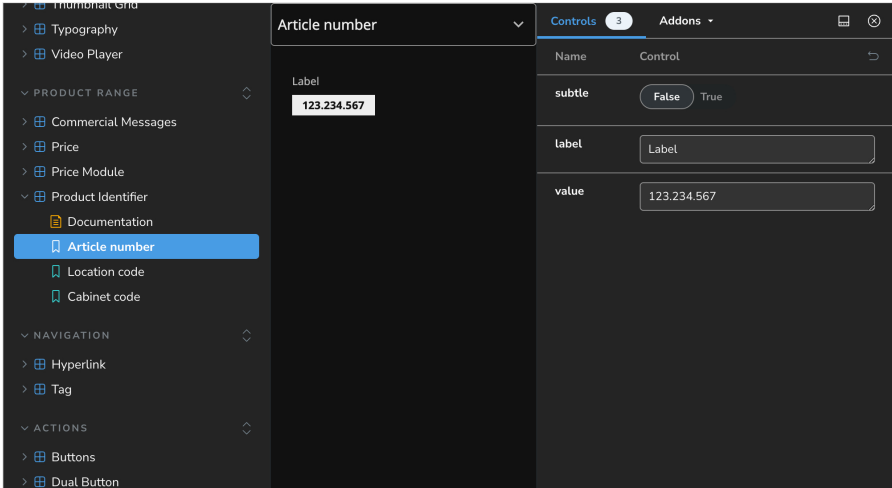 Thumbnail Grid
Typography
Video Player
PRODUCT RANGE
Commercial Messages
Price
Price Module
Product Identifier
Documentation
Article number
Location code
Cabinet code
NAVIGATION
Hyperlink
Tag
ACTIONS
Buttons
Dual Button
Article number
Label
123.234.567
Controls 3 Addons
Name Control
subtle False True
label Label
value 123.234.567